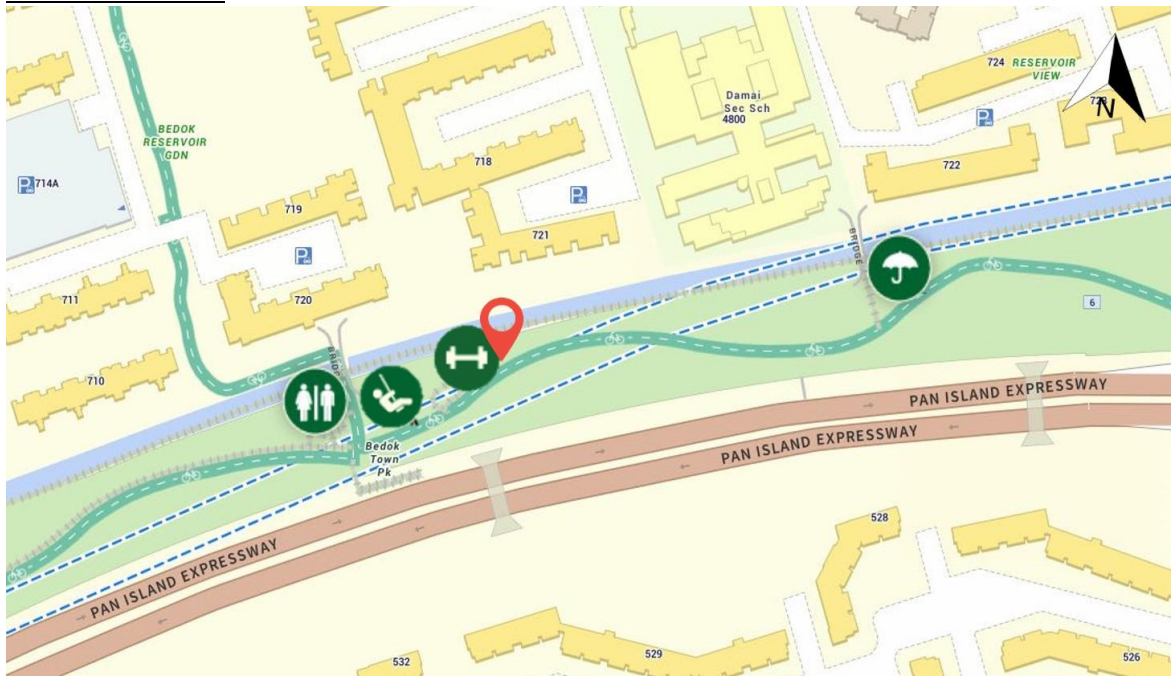 724
RESERVOIR
VIEW
N
Damai
Sec Sch
4800
BEDOK
RESERVOIR
GDN
718
722
714A
719
721
711
720
BRIDGE
6
710
PAN ISLAND EXPRESSWAY
Bedok
Town
Pk
PAN ISLAND EXPRESSWAY
528
PAN ISLAND EXPRESSWAY
529
532
526